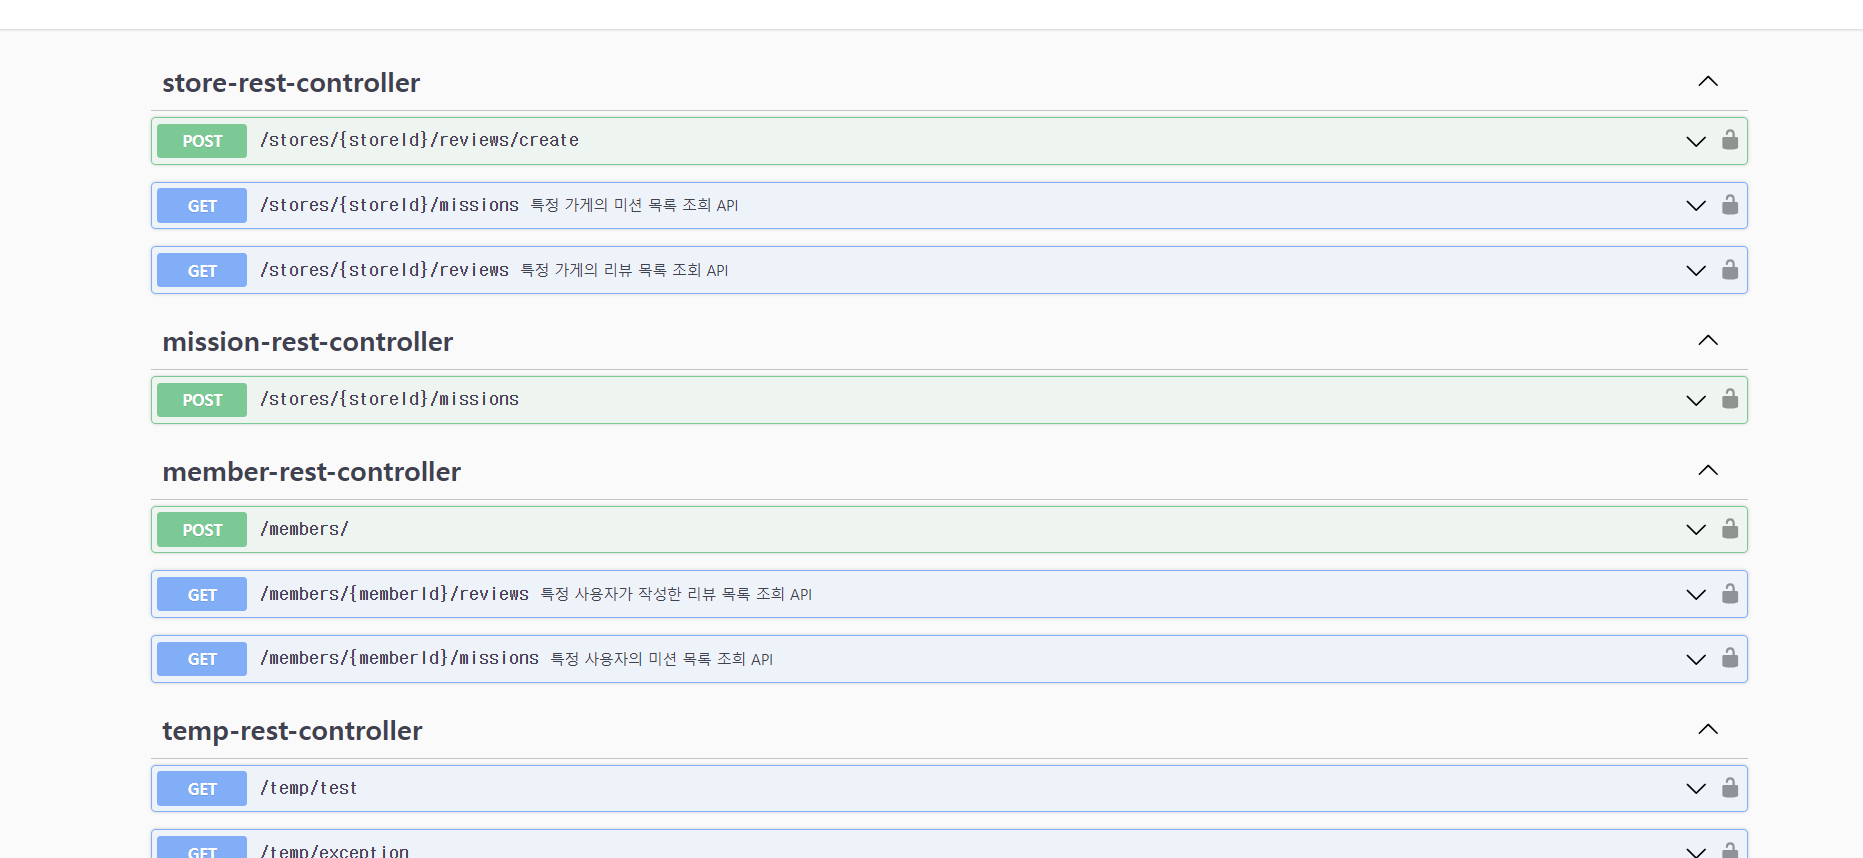 store-rest-controller
POST /stores/{storeId}/reviews/create
GET /stores/{storeId}/missions 특정 가게의 미션 목록 조희 API
GET /stores/{storeId}/reviews 특정 가게의 리뷰 목록 조회 API
mission-rest-controller
POST /stores/{storeId}/missions
member-rest-controller
POST /members/
GET /members/{memberId}/reviews 특정 사용자가 작성한 리뷰 목록 조희 API
GET /members/{memberId}/missions 특정 사용자의 미션 목록 조희 API
temp-rest-controller
GET /temp/test
GET /temp/exception